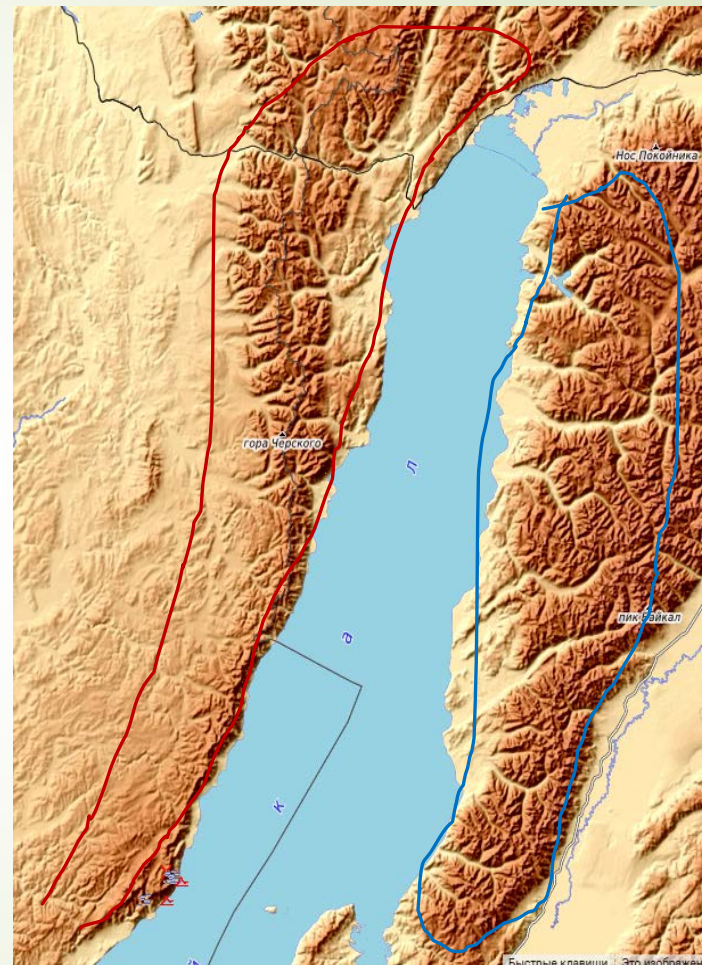 Нос Покойника
гора Черского
л
пик Байкал
а
к
й
Быстрые клавиши
Это изображен